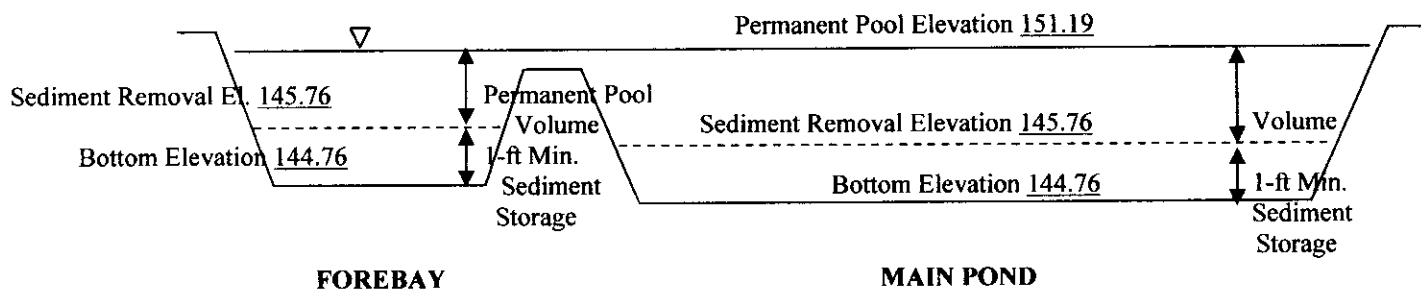 Permanent Pool Elevation 151.19
Sediment Removal El. 145.76
Permanent Pool
Volume
Sediment Removal Elevation 145.76
Volume
Bottom Elevation 144.76
1-ft Min.
Sediment
Storage
Bottom Elevation 144.76
1-ft Min.
Sediment
Storage
FOREBAY
MAIN POND